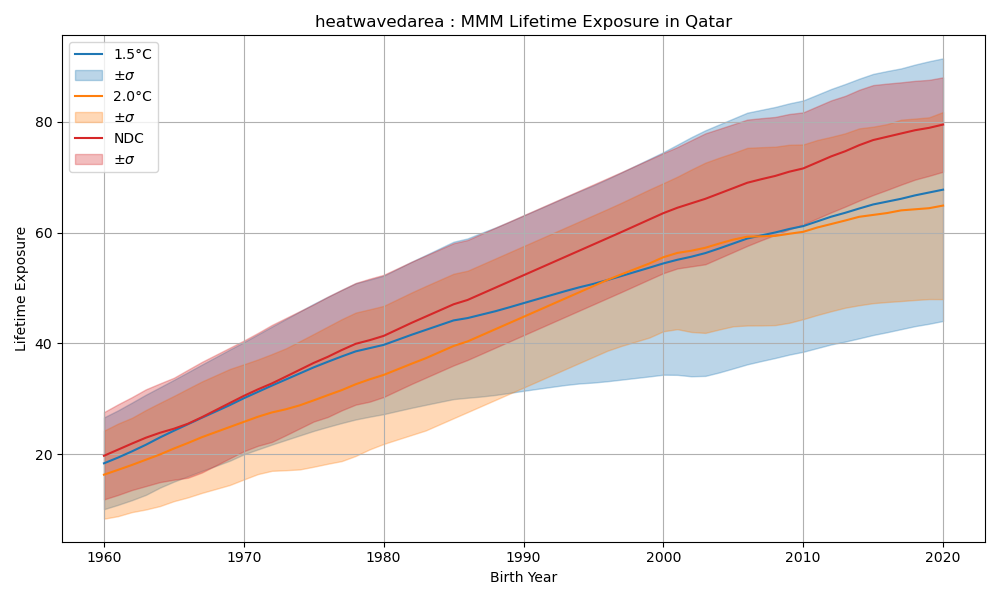 heatwavedarea : MMM Lifetime Exposure in Qatar
1.5°C
±σ
2.0°C
±σ
NDC
±σ
Lifetime Exposure
80
60
40
20
1960 1970 1980 1990 2000 2010 2020
Birth Year